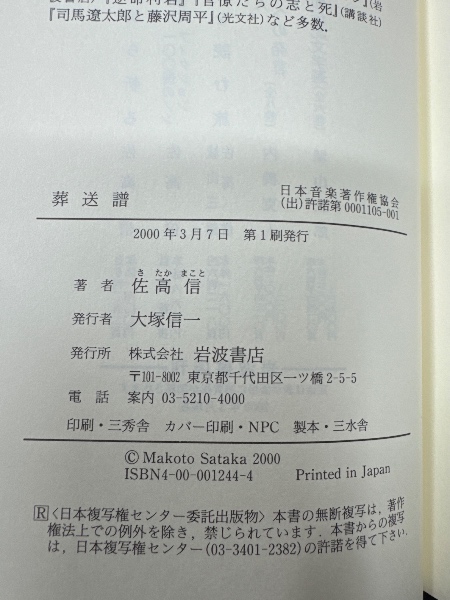 『司馬遼太郎と藤沢周平』(光文社)など多数.
葬送譜
日本音楽著作権協会
(出)許諾第0001105-001
2000年3月7日 第1刷発行
さ たか まこと
著者 佐高信
発行者 大塚信一
発行所 株式会社 岩波書店
〒101-8002 東京都千代田区一ツ橋2-5-5
電話 案内 03-5210-4000
印刷・三秀舎 カバー印刷・NPC 製本・三水舎
© Makoto Sataka 2000
ISBN4-00-001244-4 Printed in Japan
R〈日本複写権センター委託出版物〉本書の無断複写は,著作
権法上での例外を除き,禁じられています.本書からの複写
は,日本複写権センター(03-3401-2382)の許諾を得て下さい.